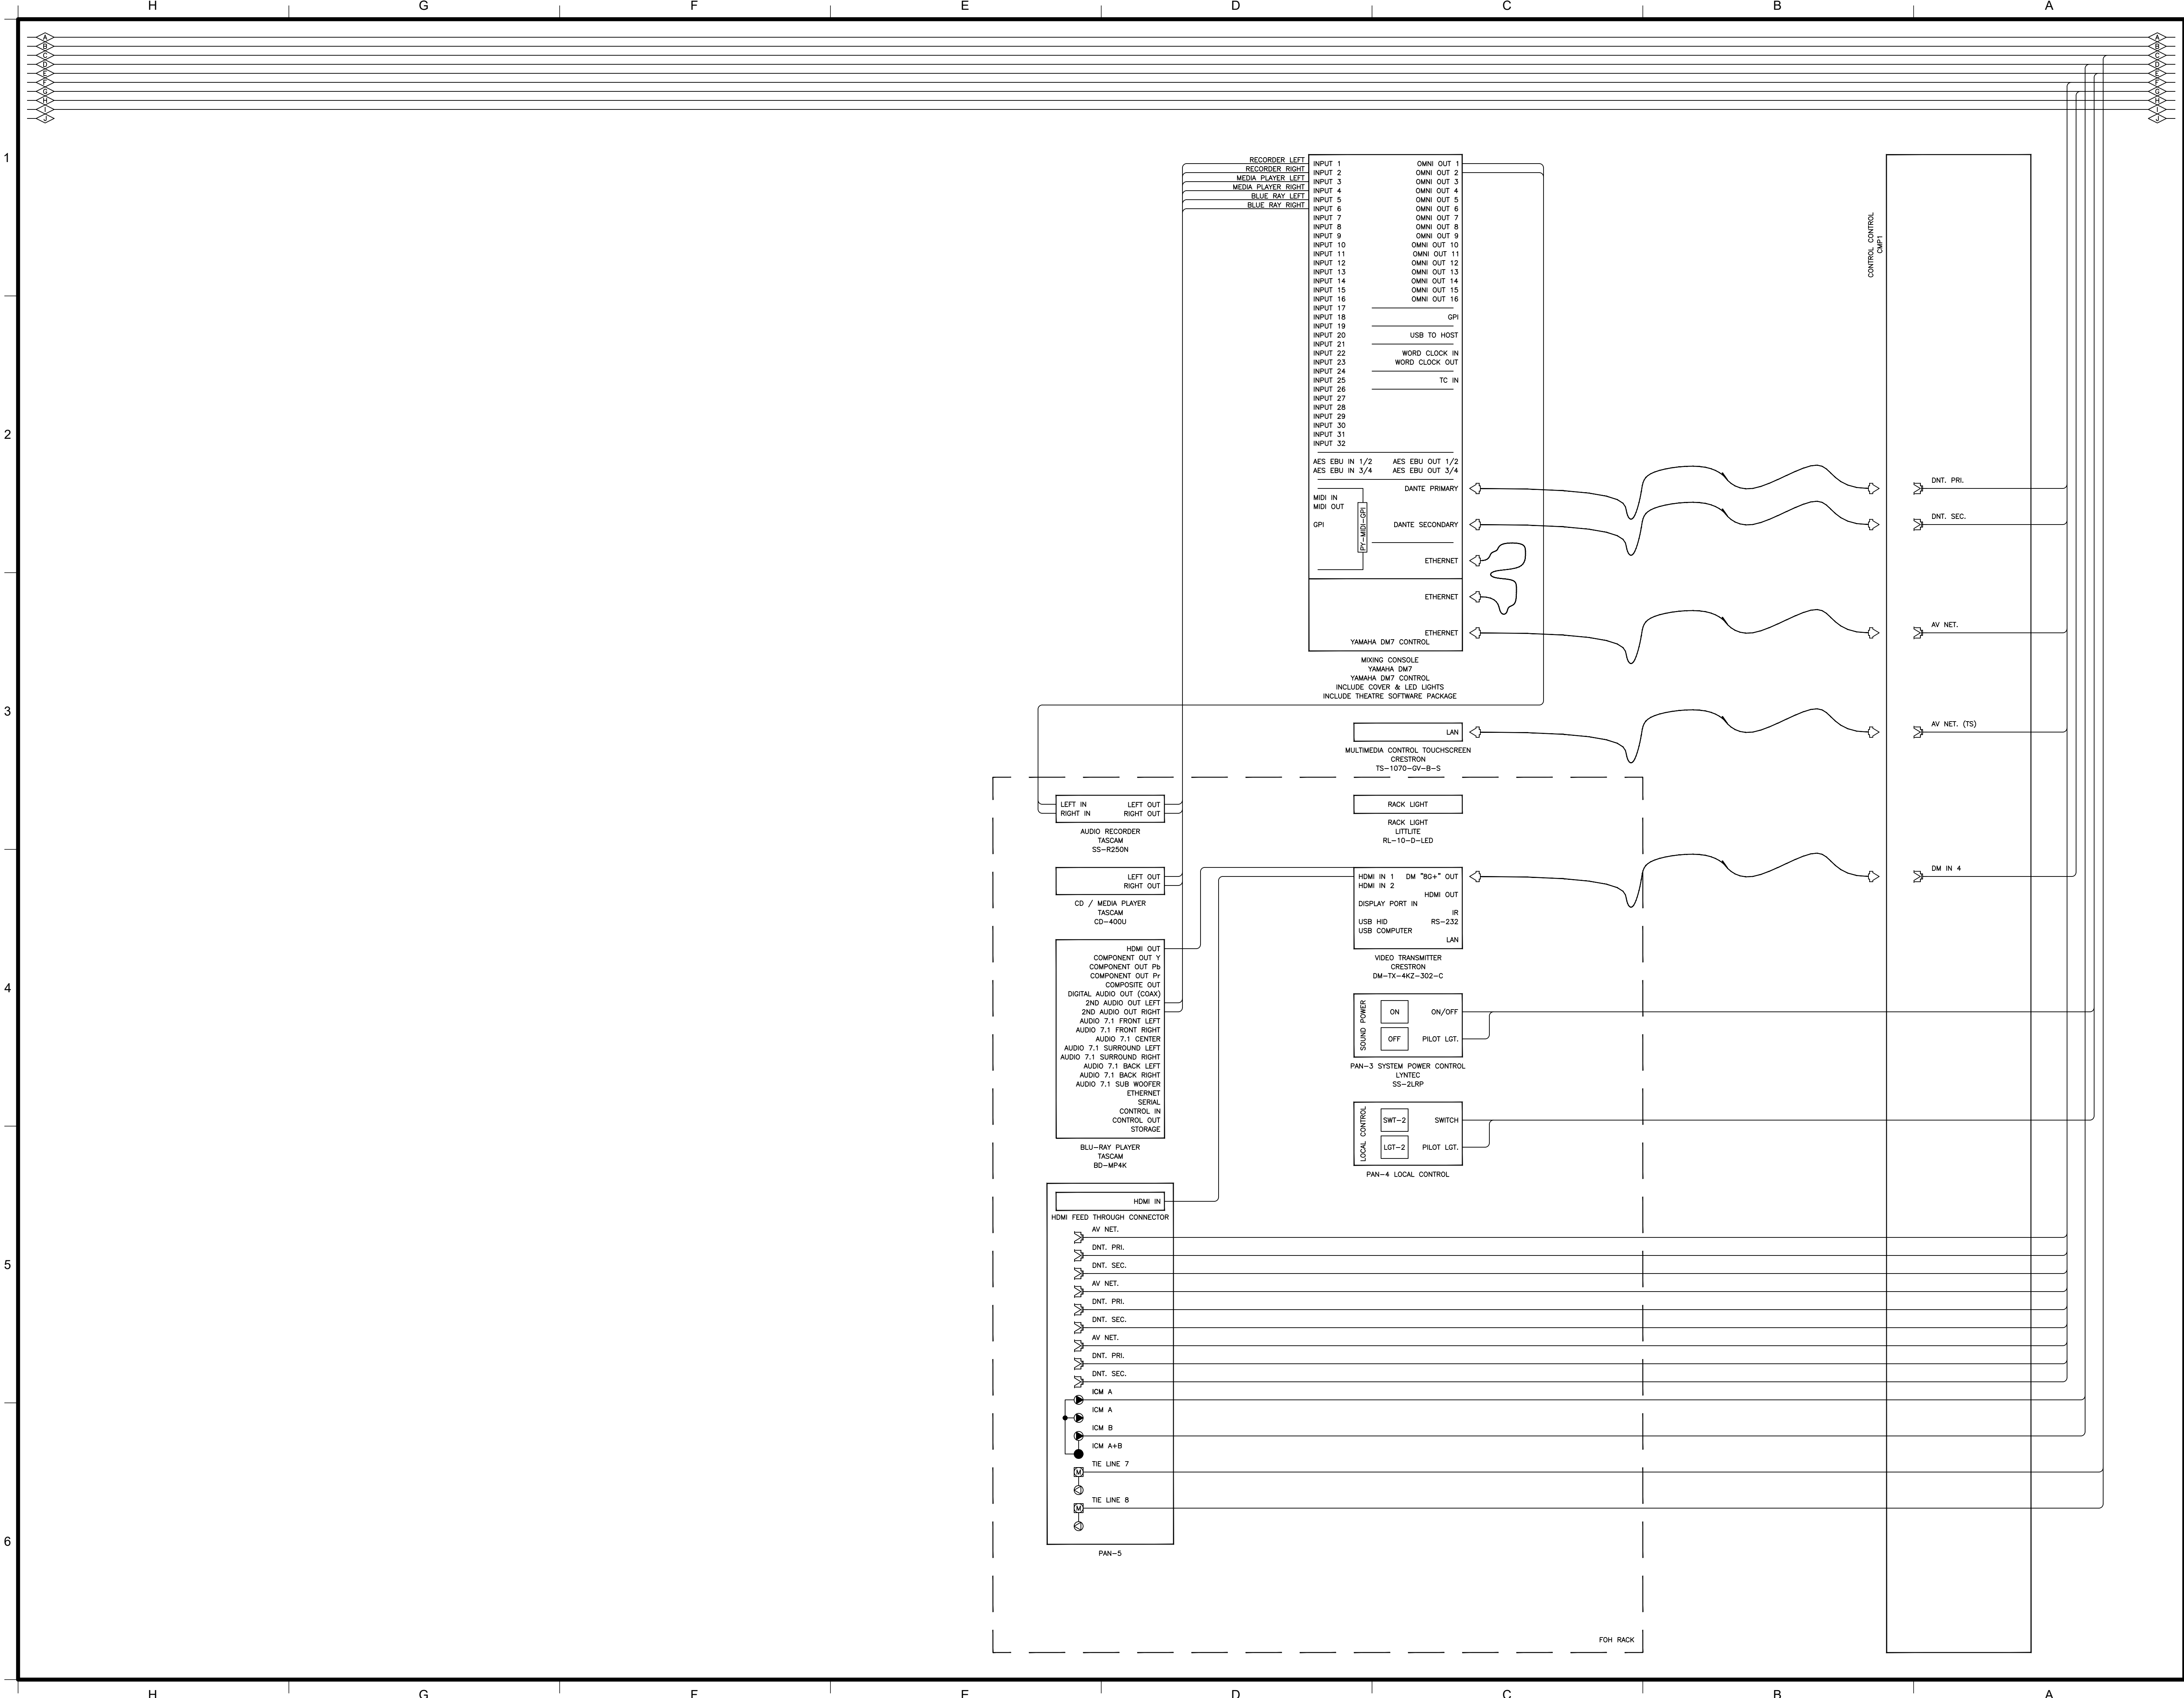 H G F E D C B A
A
B
C
D
E
F
G
H
I
J
A
B
C
D
E
F
G
H
I
J
1
2
3
4
5
6
RECORDER LEFT
RECORDER RIGHT
MEDIA PLAYER LEFT
MEDIA PLAYER RIGHT
BLUE RAY LEFT
BLUE RAY RIGHT
INPUT 1 OMNI OUT 1
INPUT 2 OMNI OUT 2
INPUT 3 OMNI OUT 3
INPUT 4 OMNI OUT 4
INPUT 5 OMNI OUT 5
INPUT 6 OMNI OUT 6
INPUT 7 OMNI OUT 7
INPUT 8 OMNI OUT 8
INPUT 9 OMNI OUT 9
INPUT 10 OMNI OUT 10
INPUT 11 OMNI OUT 11
INPUT 12 OMNI OUT 12
INPUT 13 OMNI OUT 13
INPUT 14 OMNI OUT 14
INPUT 15 OMNI OUT 15
INPUT 16 OMNI OUT 16
INPUT 17
INPUT 18 GPI
INPUT 19
INPUT 20 USB TO HOST
INPUT 21
INPUT 22 WORD CLOCK IN
INPUT 23 WORD CLOCK OUT
INPUT 24
INPUT 25 TC IN
INPUT 26
INPUT 27
INPUT 28
INPUT 29
INPUT 30
INPUT 31
INPUT 32
AES EBU IN 1/2 AES EBU OUT 1/2
AES EBU IN 3/4 AES EBU OUT 3/4
DANTE PRIMARY
MIDI IN
MIDI OUT
GPI
PY-MIDI-GPI
DANTE SECONDARY
ETHERNET
ETHERNET
ETHERNET
YAMAHA DM7 CONTROL
MIXING CONSOLE
YAMAHA DM7
YAMAHA DM7 CONTROL
INCLUDE COVER & LED LIGHTS
INCLUDE THEATRE SOFTWARE PACKAGE
CONTROL CONTROL
CMP1
DNT. PRI.
DNT. SEC.
AV NET.
AV NET. (TS)
DM IN 4
LAN
MULTIMEDIA CONTROL TOUCHSCREEN
CRESTRON
TS-1070-GV-B-S
LEFT IN LEFT OUT
RIGHT IN RIGHT OUT
AUDIO RECORDER
TASCAM
SS-R250N
RACK LIGHT
RACK LIGHT
LITTLITE
RL-10-D-LED
LEFT OUT
RIGHT OUT
CD / MEDIA PLAYER
TASCAM
CD-400U
HDMI IN 1 DM "8G+" OUT
HDMI IN 2
HDMI OUT
DISPLAY PORT IN
IR
USB HID RS-232
USB COMPUTER
LAN
VIDEO TRANSMITTER
CRESTRON
DM-TX-4KZ-302-C
HDMI OUT
COMPONENT OUT Y
COMPONENT OUT Pb
COMPONENT OUT Pr
COMPOSITE OUT
DIGITAL AUDIO OUT (COAX)
2ND AUDIO OUT LEFT
2ND AUDIO OUT RIGHT
AUDIO 7.1 FRONT LEFT
AUDIO 7.1 FRONT RIGHT
AUDIO 7.1 CENTER
AUDIO 7.1 SURROUND LEFT
AUDIO 7.1 SURROUND RIGHT
AUDIO 7.1 BACK LEFT
AUDIO 7.1 BACK RIGHT
AUDIO 7.1 SUB WOOFER
ETHERNET
SERIAL
CONTROL IN
CONTROL OUT
STORAGE
BLU-RAY PLAYER
TASCAM
BD-MP4K
SOUND POWER
ON ON/OFF
OFF PILOT LGT.
PAN-3 SYSTEM POWER CONTROL
LYNTEC
SS-2LRP
LOCAL CONTROL
SWT-2 SWITCH
LGT-2 PILOT LGT.
PAN-4 LOCAL CONTROL
HDMI IN
HDMI FEED THROUGH CONNECTOR
AV NET.
DNT. PRI.
DNT. SEC.
AV NET.
DNT. PRI.
DNT. SEC.
AV NET.
DNT. PRI.
DNT. SEC.
ICM A
ICM A
ICM B
ICM A+B
TIE LINE 7
M
TIE LINE 8
M
PAN-5
FOH RACK
H G F E D C B A